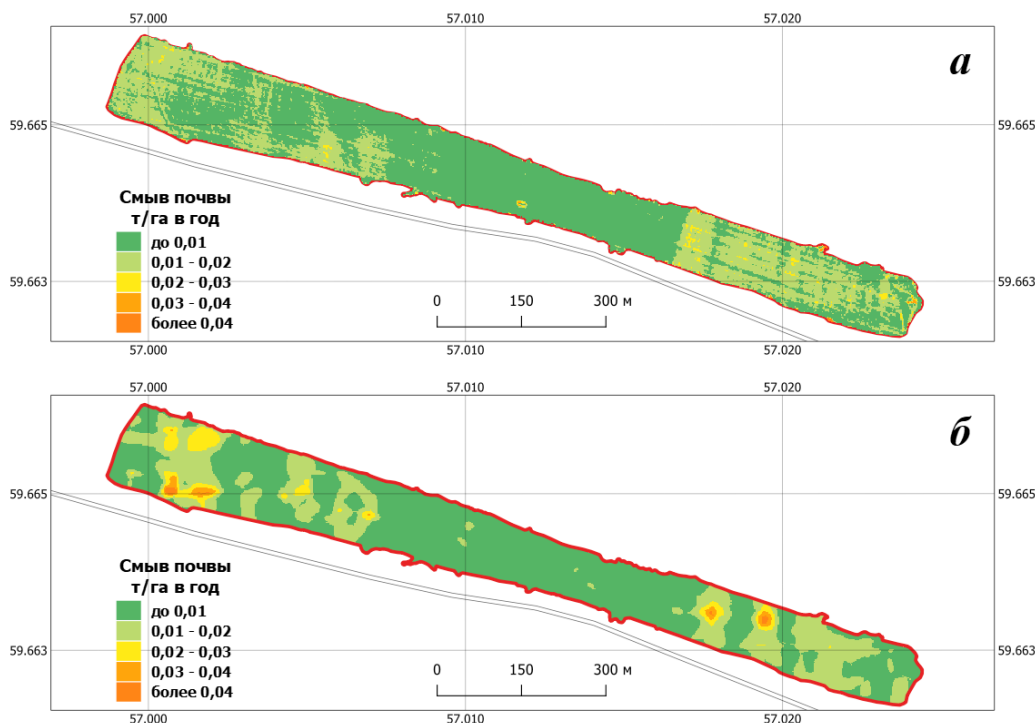 57.000 57.010 57.020
а
59.665 59.665
Смыв почвы
т/га в год
до 0,01
0,01 - 0,02
0,02 - 0,03
0,03 - 0,04
более 0,04
59.663 59.663
0 150 300 м
57.000 57.010 57.020
57.000 57.010 57.020
б
59.665 59.665
Смыв почвы
т/га в год
до 0,01
0,01 - 0,02
0,02 - 0,03
0,03 - 0,04
более 0,04
59.663 59.663
0 150 300 м
57.000 57.010 57.020